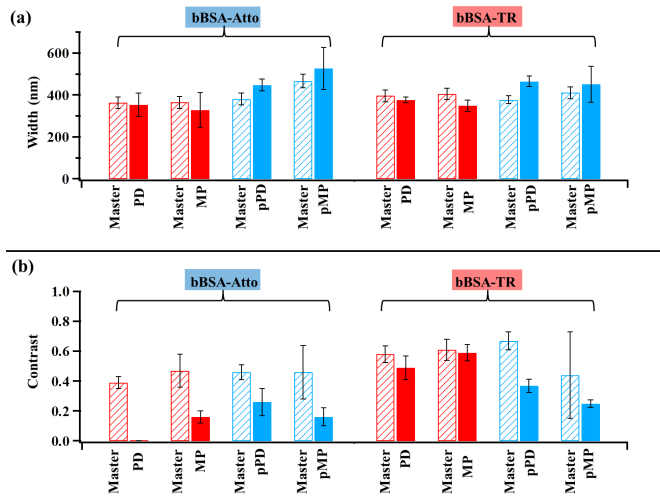 (a)
bBSA-Atto
bBSA-TR
Width (nm)
600
400
200
0
Master
PD
Master
MP
Master
pPD
Master
pMP
Master
PD
Master
MP
Master
pPD
Master
pMP
(b)
bBSA-Atto
bBSA-TR
Contrast
1.0
0.8
0.6
0.4
0.2
0.0
Master
PD
Master
MP
Master
pPD
Master
pMP
Master
PD
Master
MP
Master
pPD
Master
pMP